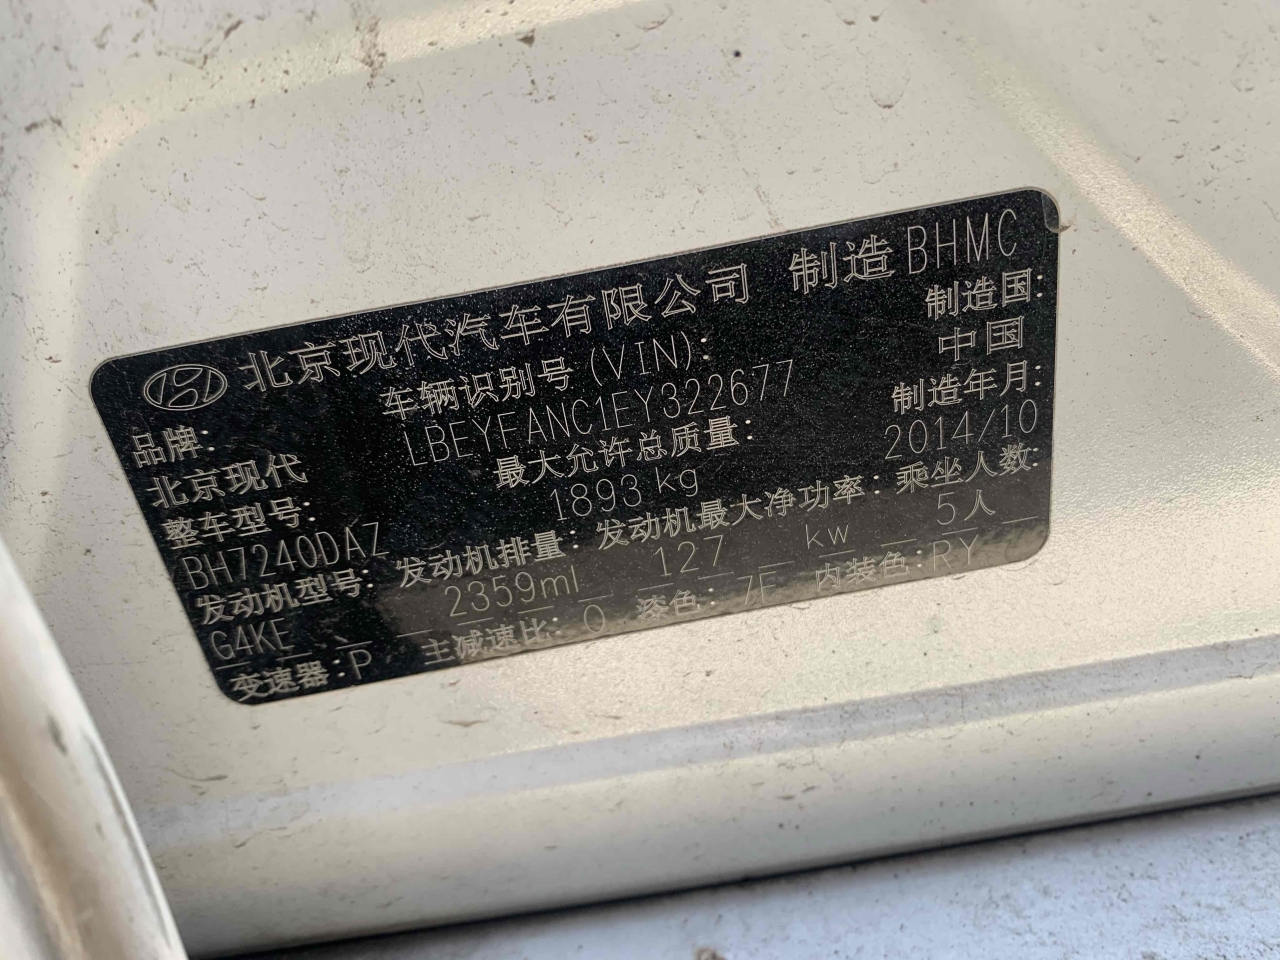 北京现代汽车有限公司 制造 BHMC
品牌: 车辆识别号(VIN): 制造国:
北京现代 LBEYFANC1EY322677 中国
整车型号: 最大允许总质量: 制造年月:
BH7240DAZ 1893 kg 2014/10
发动机型号: 发动机排量: 发动机最大净功率: 乘坐人数:
G4KE 2359ml 127 kw 5人
变速器:P 主减速比: O 漆色: 7F 内装色:RY